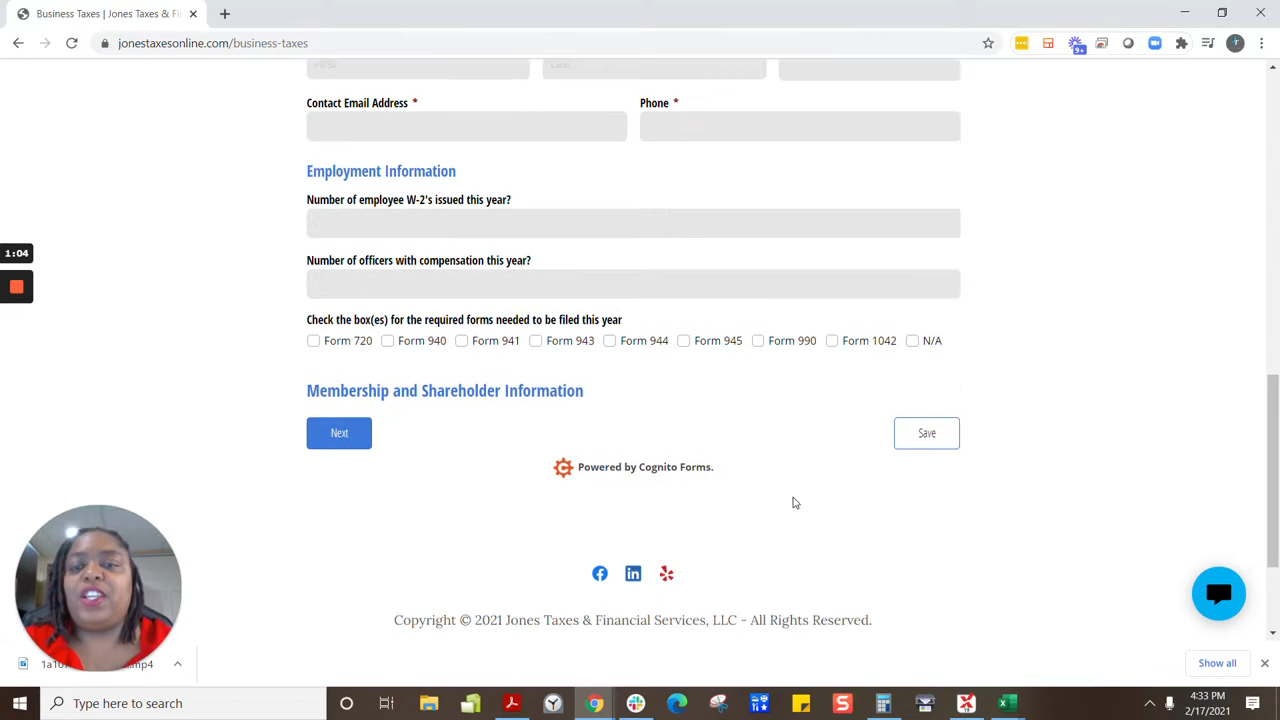 Business Taxes | Jones Taxes & Fi
jonestaxesonline.com/business-taxes
9+
First
Last
Contact Email Address *
Phone *
Employment Information
Number of employee W-2's issued this year?
1:04
Number of officers with compensation this year?
Check the box(es) for the required forms needed to be filed this year
Form 720 Form 940 Form 941 Form 943 Form 944 Form 945 Form 990 Form 1042 N/A
Membership and Shareholder Information
Next
Save
Powered by Cognito Forms.
Copyright © 2021 Jones Taxes & Financial Services, LLC - All Rights Reserved.
.mp4
Show all
Type here to search
4:33 PM
2/17/2021